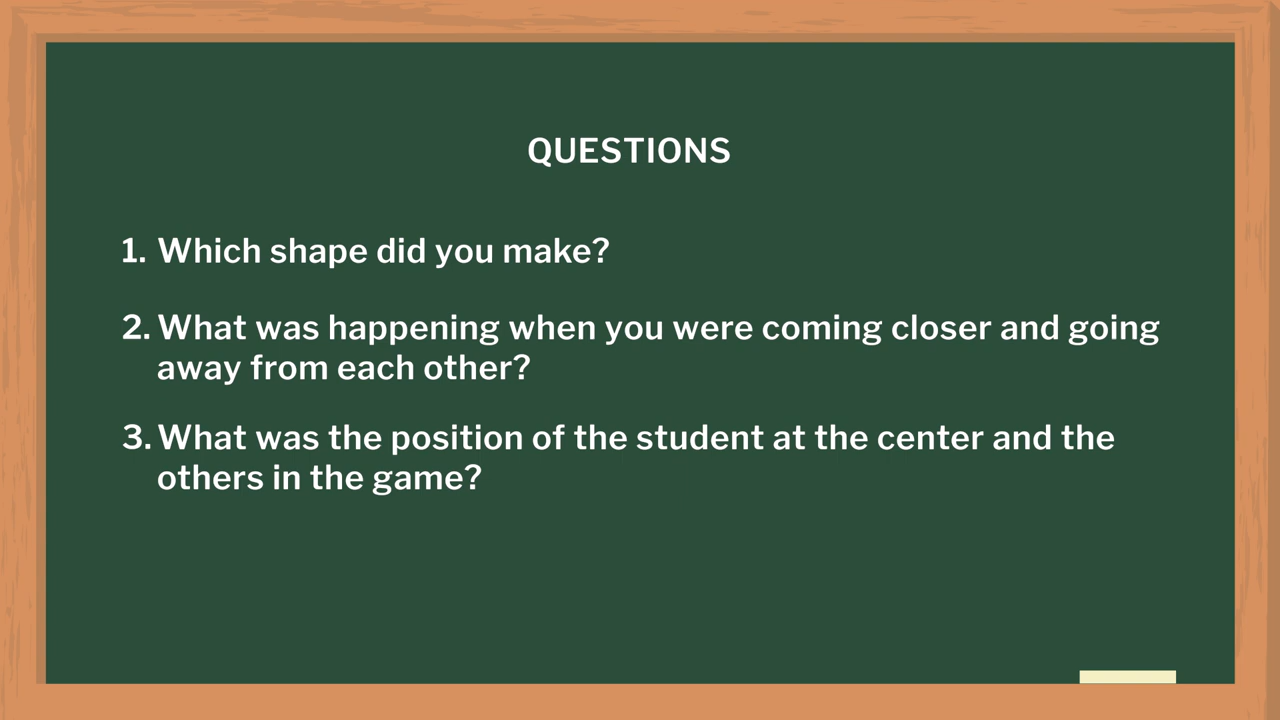 QUESTIONS
1. Which shape did you make?
2. What was happening when you were coming closer and going
away from each other?
3. What was the position of the student at the center and the
others in the game?